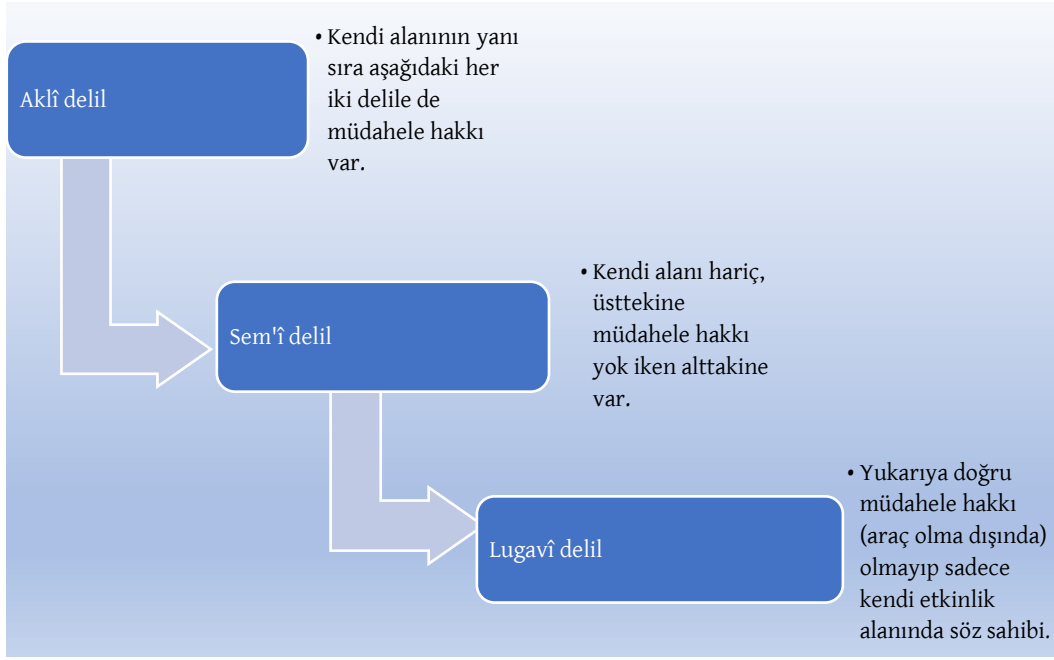 Aklî delil
• Kendi alanının yanı
sıra aşağıdaki her
iki delile de
müdahele hakkı
var.
Sem'î delil
• Kendi alanı hariç,
üsttekine
müdahele hakkı
yok iken alttakine
var.
Lugavî delil
• Yukarıya doğru
müdahele hakkı
(araç olma dışında)
olmayıp sadece
kendi etkinlik
alanında söz sahibi.